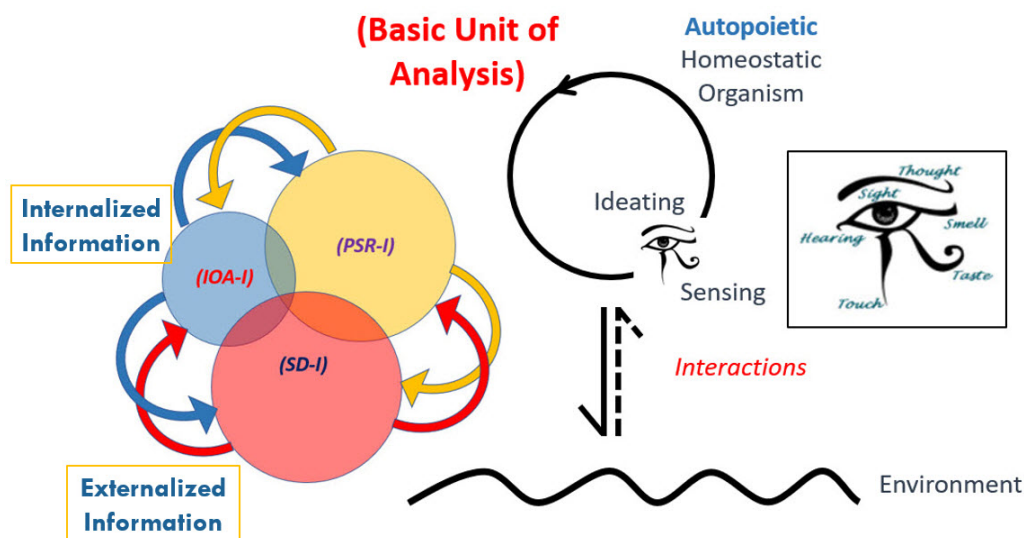 (Basic Unit of
Analysis)
Autopoietic
Homeostatic
Organism
Internalized
Information
(IOA-I)
(PSR-I)
(SD-I)
Externalized
Information
Ideating
Sensing
Interactions
Environment
Thought
Sight
Smell
Hearing
Taste
Touch